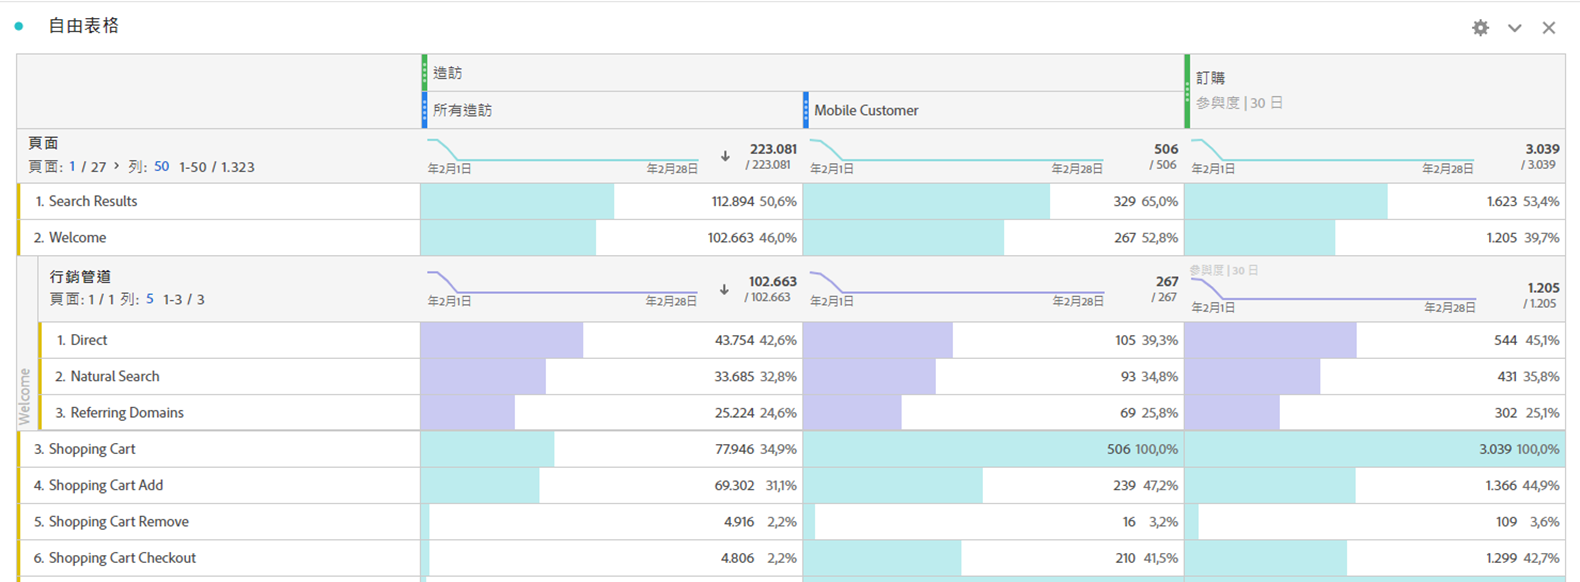 自由表格
造訪
訂購
參與度 | 30 日
所有造訪
Mobile Customer
頁面
頁面: 1 / 27 > 列: 50 1-50 / 1.323
年2月1日 年2月28日 223.081 / 223.081
年2月1日 年2月28日 506 / 506
年2月1日 年2月28日 3.039 / 3.039
1. Search Results 112.894 50,6% 329 65,0% 1.623 53,4%
2. Welcome 102.663 46,0% 267 52,8% 1.205 39,7%
Welcome
行銷管道
頁面: 1 / 1 列: 5 1-3 / 3
年2月1日 年2月28日 102.663 / 102.663
年2月1日 年2月28日 267 / 267
參與度 | 30 日
年2月1日 年2月28日 1.205 / 1.205
1. Direct 43.754 42,6% 105 39,3% 544 45,1%
2. Natural Search 33.685 32,8% 93 34,8% 431 35,8%
3. Referring Domains 25.224 24,6% 69 25,8% 302 25,1%
3. Shopping Cart 77.946 34,9% 506 100,0% 3.039 100,0%
4. Shopping Cart Add 69.302 31,1% 239 47,2% 1.366 44,9%
5. Shopping Cart Remove 4.916 2,2% 16 3,2% 109 3,6%
6. Shopping Cart Checkout 4.806 2,2% 210 41,5% 1.299 42,7%